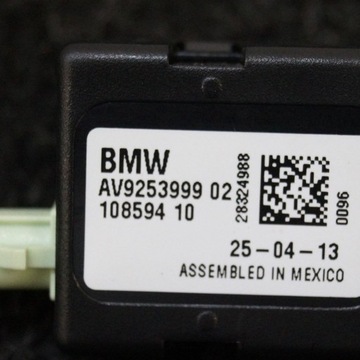 BMW
AV9253999 02
108594 10
28324988
0096
25-04-13
ASSEMBLED IN MEXICO